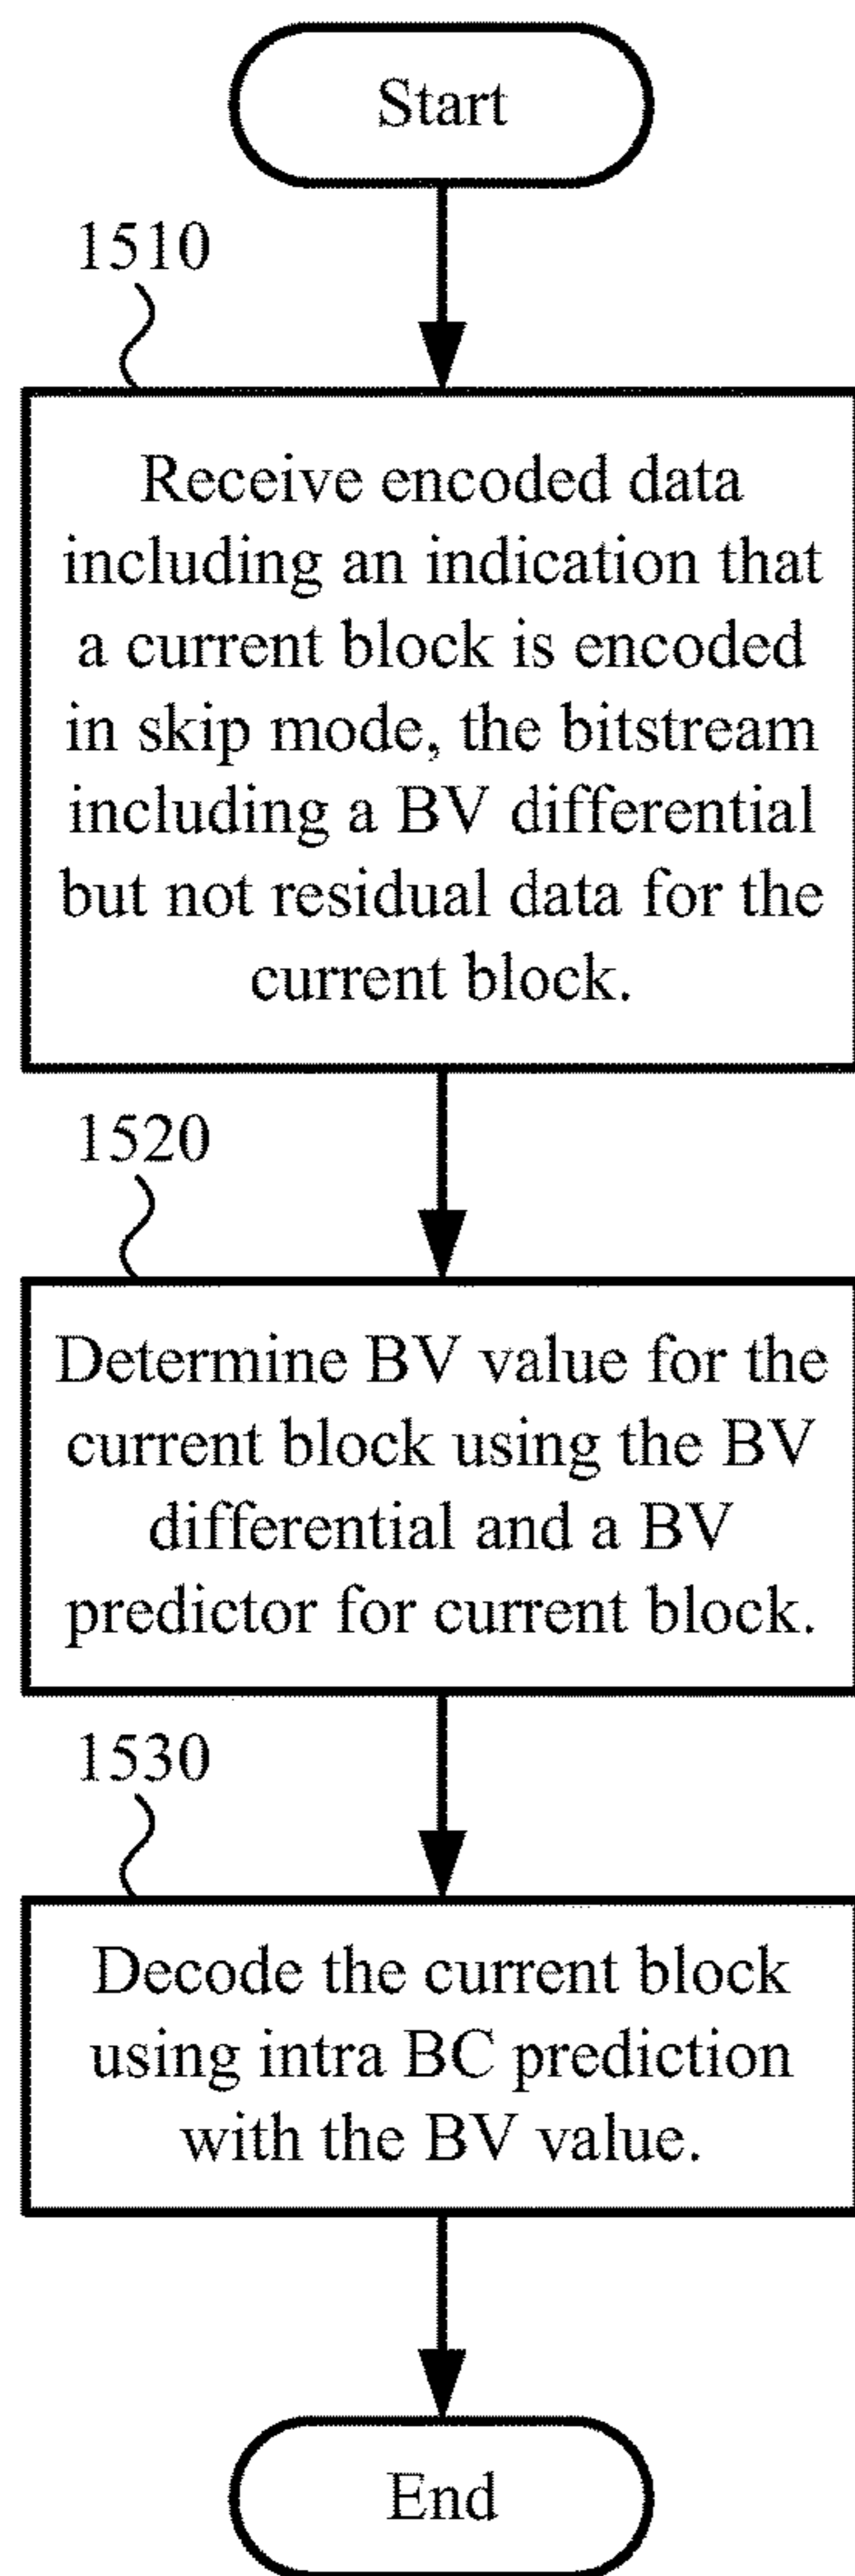 Start
1510
Receive encoded data
including an indication that
a current block is encoded
in skip mode, the bitstream
including a BV differential
but not residual data for the
current block.
1520
Determine BV value for the
current block using the BV
differential and a BV
predictor for current block.
1530
Decode the current block
using intra BC prediction
with the BV value.
End